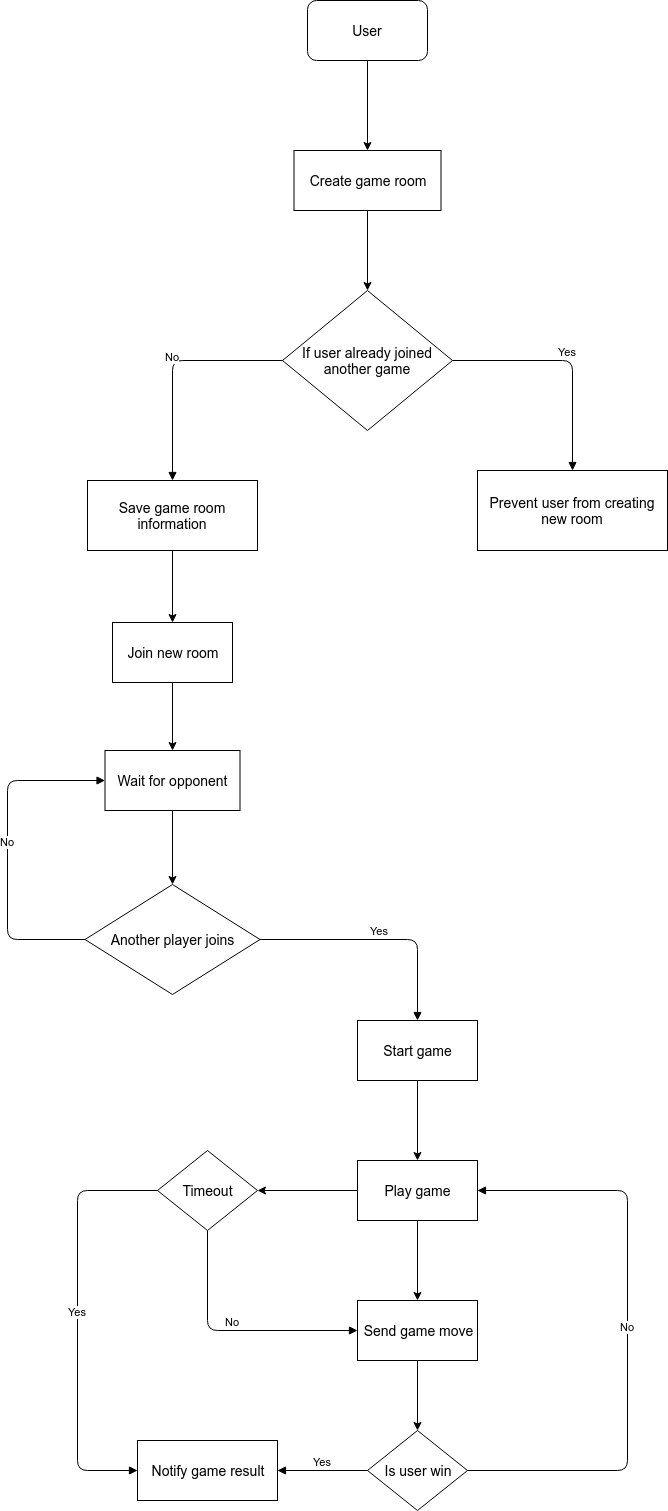 User
Create game room
If user already joined
another game
No
Yes
Save game room
information
Prevent user from creating
new room
Join new room
Wait for opponent
No
Another player joins
Yes
Start game
Timeout
Play game
Yes
No
Send game move
No
Notify game result
Yes
Is user win